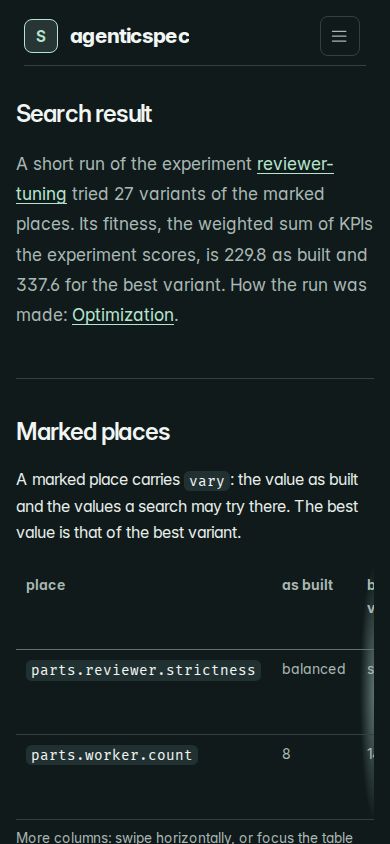 S agenticspec
Search result
A short run of the experiment reviewer-
tuning tried 27 variants of the marked
places. Its fitness, the weighted sum of KPIs
the experiment scores, is 229.8 as built and
337.6 for the best variant. How the run was
made: Optimization.
Marked places
A marked place carries vary: the value as built
and the values a search may try there. The best
value is that of the best variant.
place as built
parts.reviewer.strictness balanced
parts.worker.count 8
More columns: swipe horizontally, or focus the table